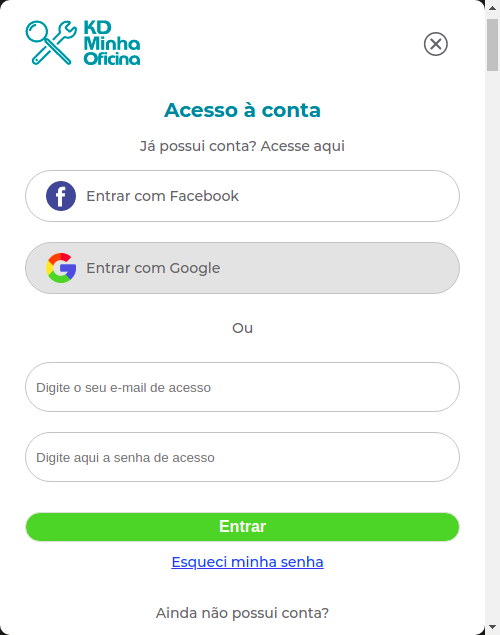 KD
Minha
Oficina
Acesso à conta
Já possui conta? Acesse aqui
Entrar com Facebook
Entrar com Google
Ou
Digite o seu e-mail de acesso
Digite aqui a senha de acesso
Entrar
Esqueci minha senha
Ainda não possui conta?